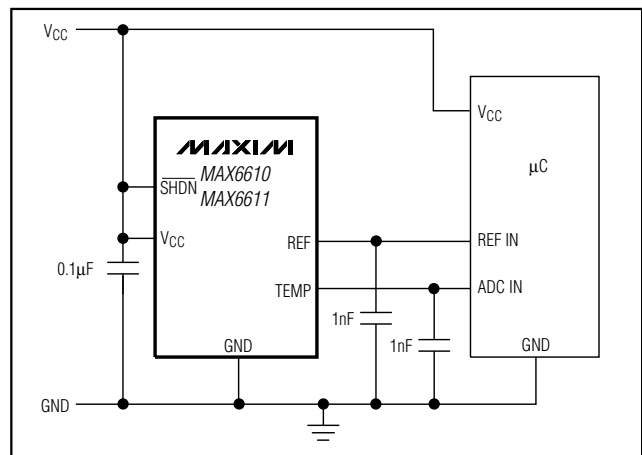 VCC
MAXIM
MAX6610
MAX6611
SHDN
VCC
0.1μF
REF
TEMP
GND
1nF
1nF
VCC
μC
REF IN
ADC IN
GND
GND